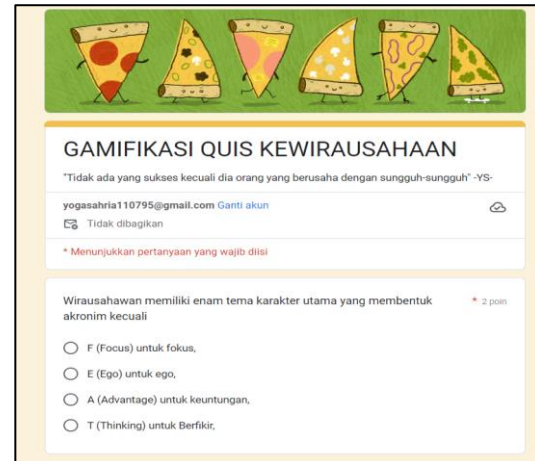 GAMIFIKASI QUIS KEWIRAUSAHAAN
"Tidak ada yang sukses kecuali dia orang yang berusaha dengan sungguh-sungguh" -YS-
yogasahria110795@gmail.com Ganti akun
Tidak dibagikan
* Menunjukkan pertanyaan yang wajib diisi
Wirausahawan memiliki enam tema karakter utama yang membentuk * 2 poin
akronim kecuali
F (Focus) untuk fokus,
E (Ego) untuk ego,
A (Advantage) untuk keuntungan,
T (Thinking) untuk Berfikir,